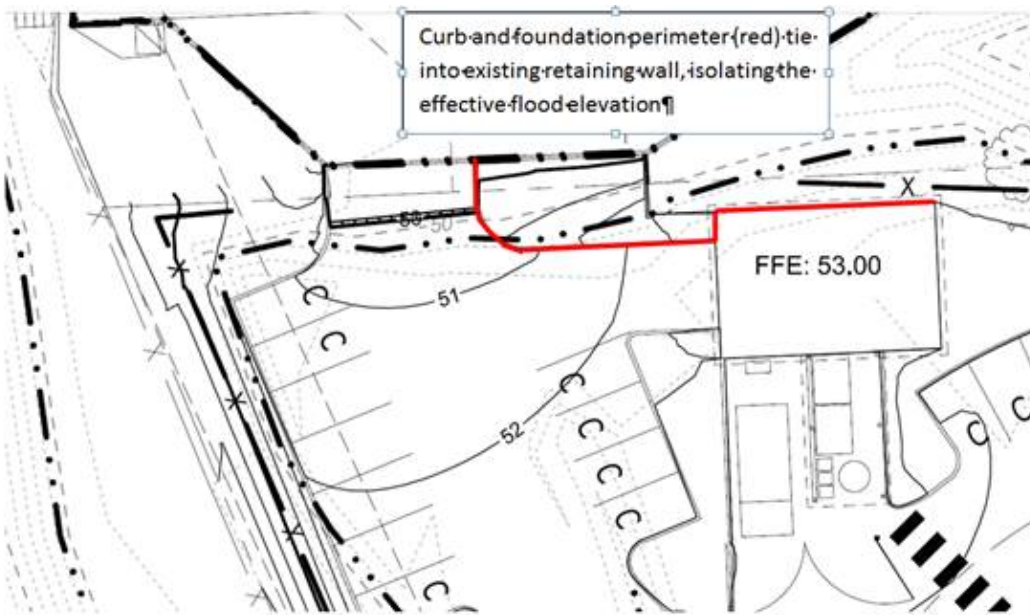 Curb·and·foundation·perimeter·(red)·tie·
into·existing·retaining·wall,·isolating·the·
effective·flood·elevation¶
X
50
50
FFE: 53.00
51
C
C
C
52
C
C
C
C
C
C
C
C
C